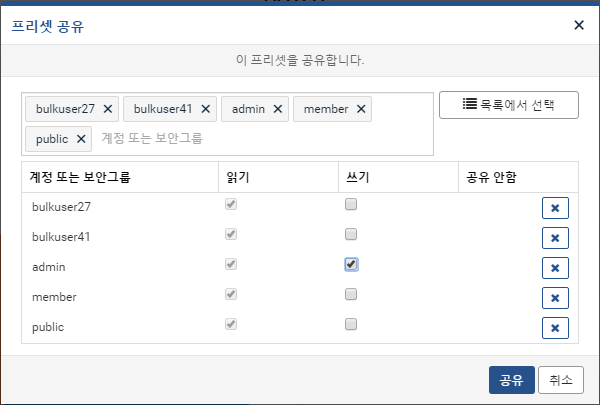 프리셋 공유
이 프리셋을 공유합니다.
bulkuser27 bulkuser41 admin member
public 계정 또는 보안그룹
목록에서 선택
계정 또는 보안그룹 읽기 쓰기 공유 안함
bulkuser27
bulkuser41
admin
member
public
공유 취소